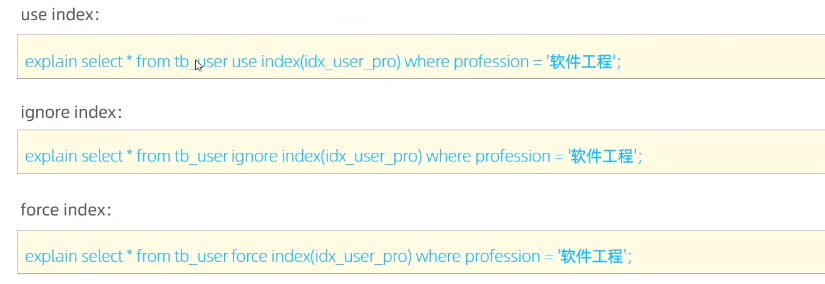 use index：
explain select * from tb_user use index(idx_user_pro) where profession = '软件工程';
ignore index：
explain select * from tb_user ignore index(idx_user_pro) where profession = '软件工程';
force index：
explain select * from tb_user force index(idx_user_pro) where profession = '软件工程';